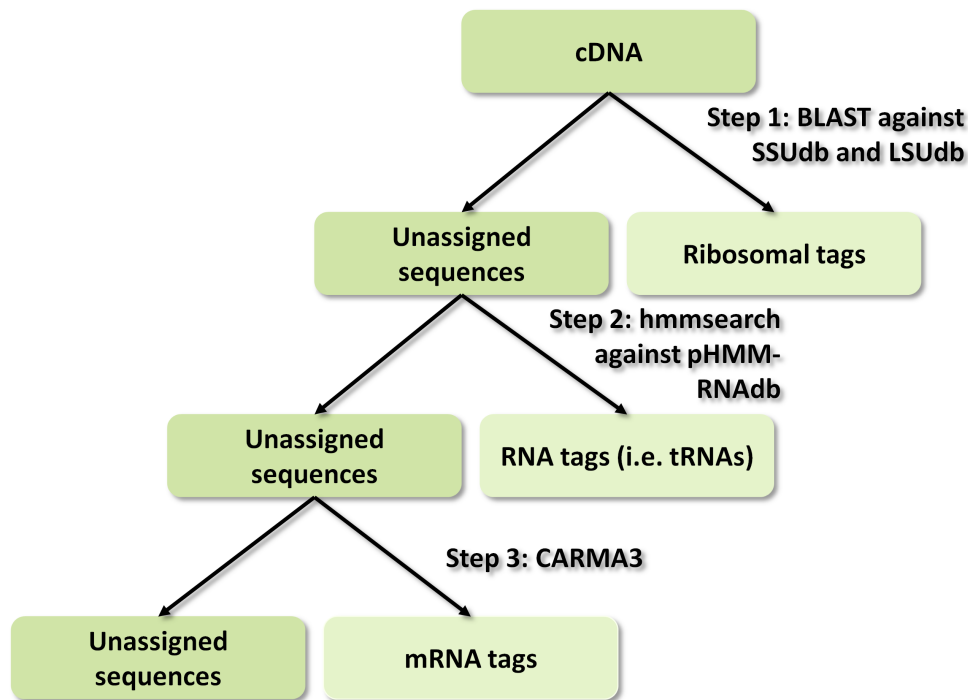 cDNA
Step 1: BLAST against
SSUdb and LSUdb
Unassigned
sequences
Ribosomal tags
Step 2: hmmsearch
against pHMM-
RNAdb
Unassigned
sequences
RNA tags (i.e. tRNAs)
Step 3: CARMA3
Unassigned
sequences
mRNA tags